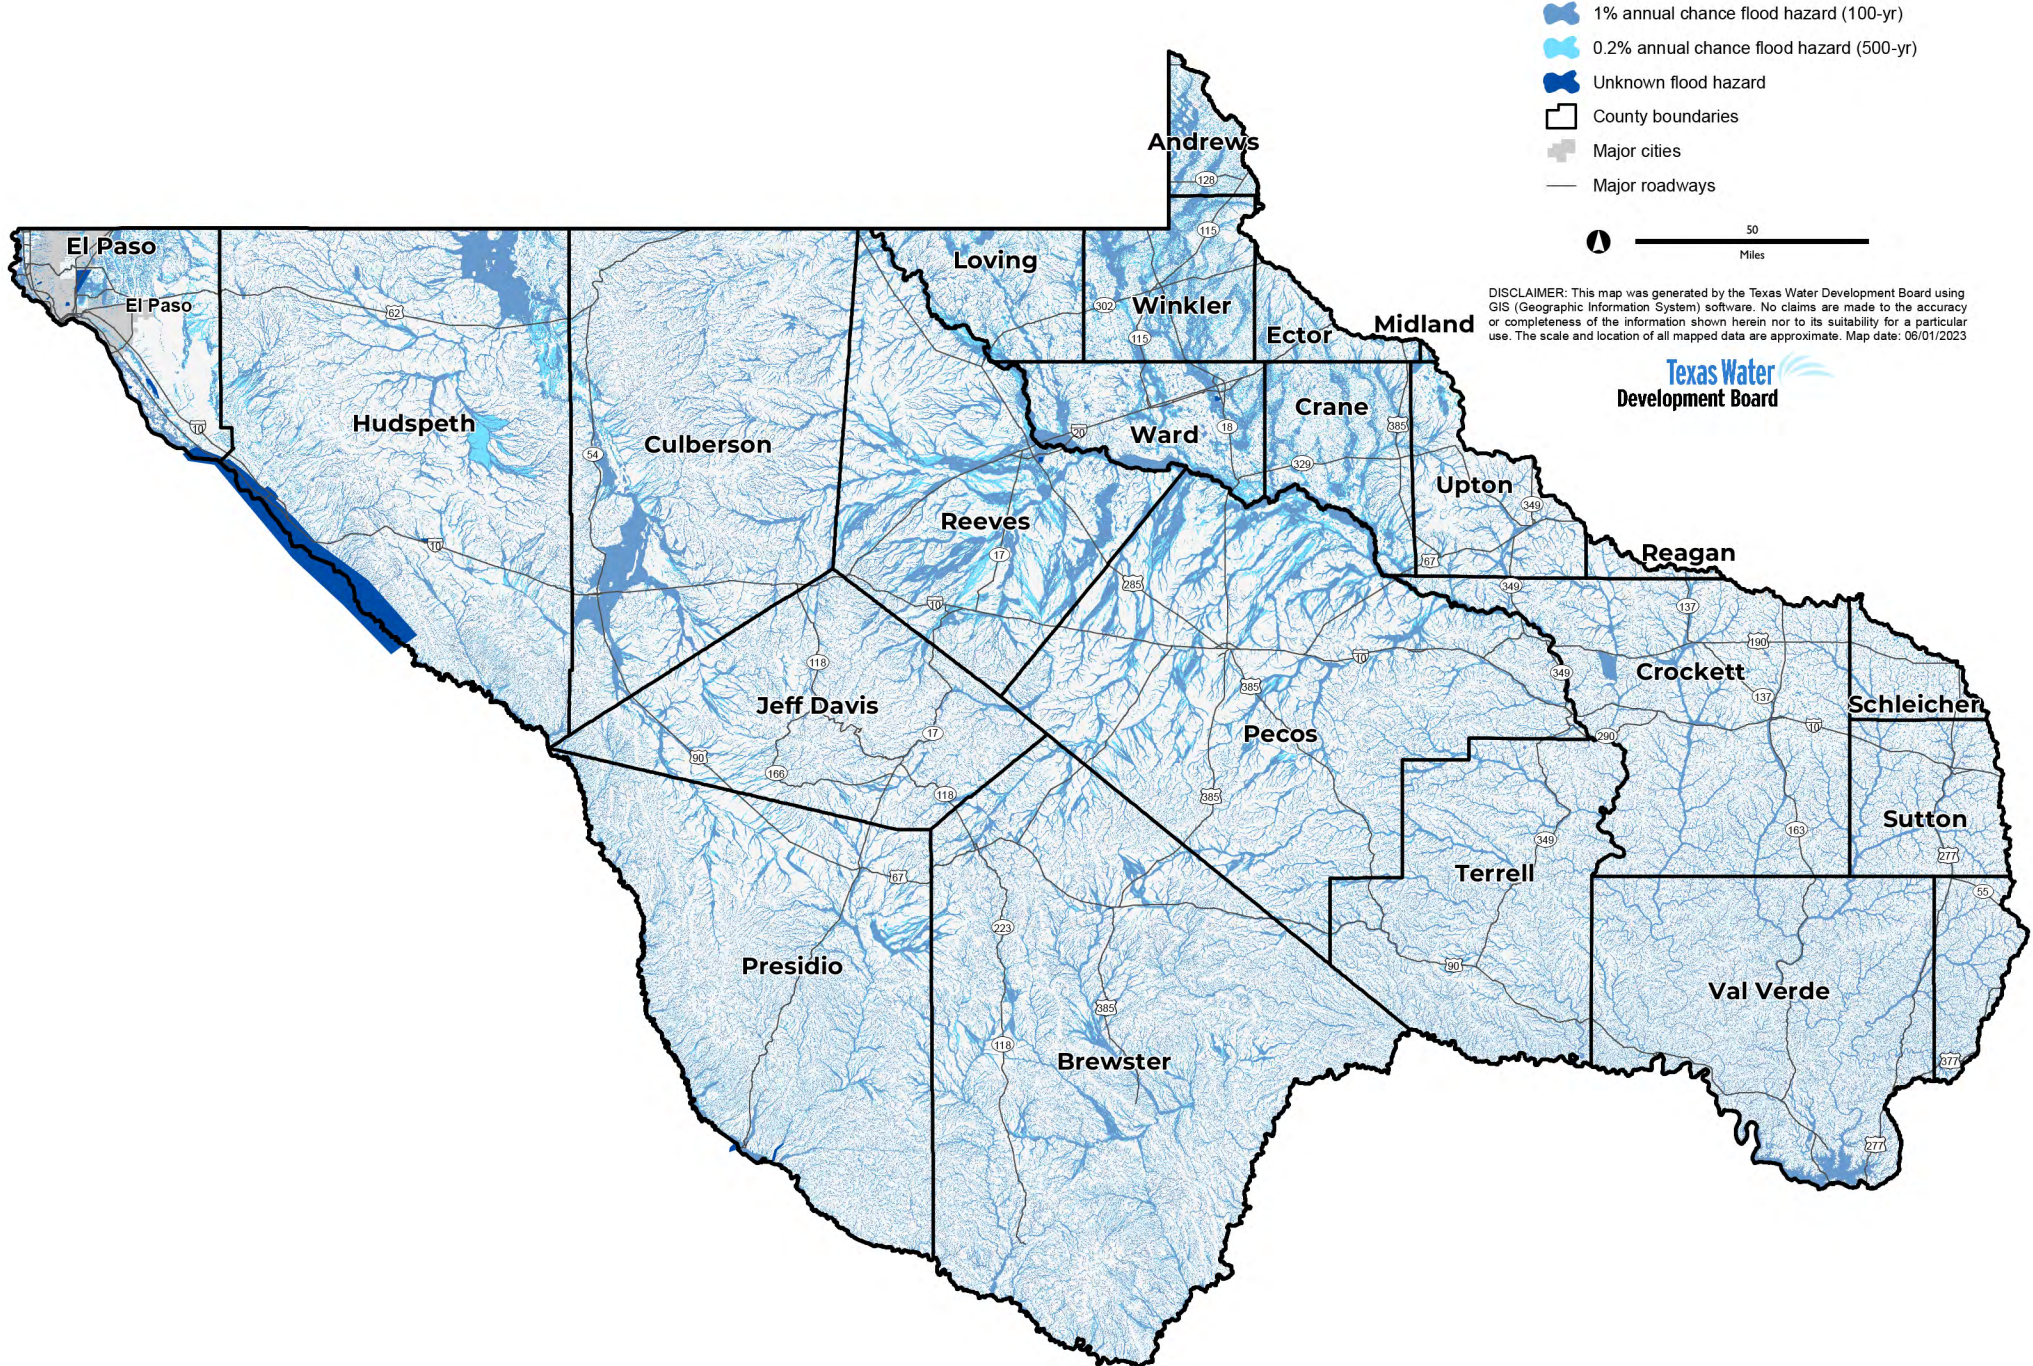 1% annual chance flood hazard (100-yr)
0.2% annual chance flood hazard (500-yr)
Unknown flood hazard
County boundaries
Major cities
Major roadways
50
Miles
DISCLAIMER: This map was generated by the Texas Water Development Board using
GIS (Geographic Information System) software. No claims are made to the accuracy
or completeness of the information shown herein nor to its suitability for a particular
use. The scale and location of all mapped data are approximate. Map date: 06/01/2023
Texas Water
Development Board
Andrews
128
115
El Paso
El Paso
Loving
302
Winkler
115
Ector
Midland
62
10
Hudspeth
54
Culberson
20
Ward
18
Crane
385
329
Upton
349
10
Reeves
17
285
67
Reagan
349
137
190
10
118
Jeff Davis
17
90
166
118
385
Pecos
10
349
Crockett
137
Schleicher
10
290
385
349
163
Sutton
277
67
Terrell
55
223
Presidio
90
385
Val Verde
118
Brewster
377
277